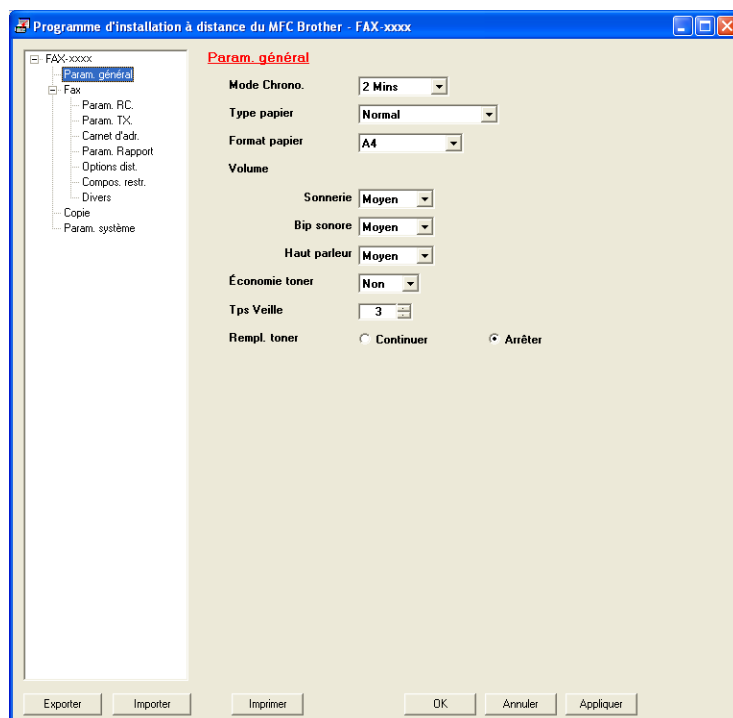 Programme d'installation à distance du MFC Brother - FAX-xxxx
FAX-xxxx
Param. général
Fax
Param. RC.
Param. TX.
Carnet d'adr.
Param. Rapport
Options dist.
Compos. restr.
Divers
Copie
Param. système
Param. général
Mode Chrono. 2 Mins
Type papier Normal
Format papier A4
Volume
Sonnerie Moyen
Bip sonore Moyen
Haut parleur Moyen
Économie toner Non
Tps Veille 3
Rempl. toner Continuer Arrêter
Exporter Importer Imprimer OK Annuler Appliquer